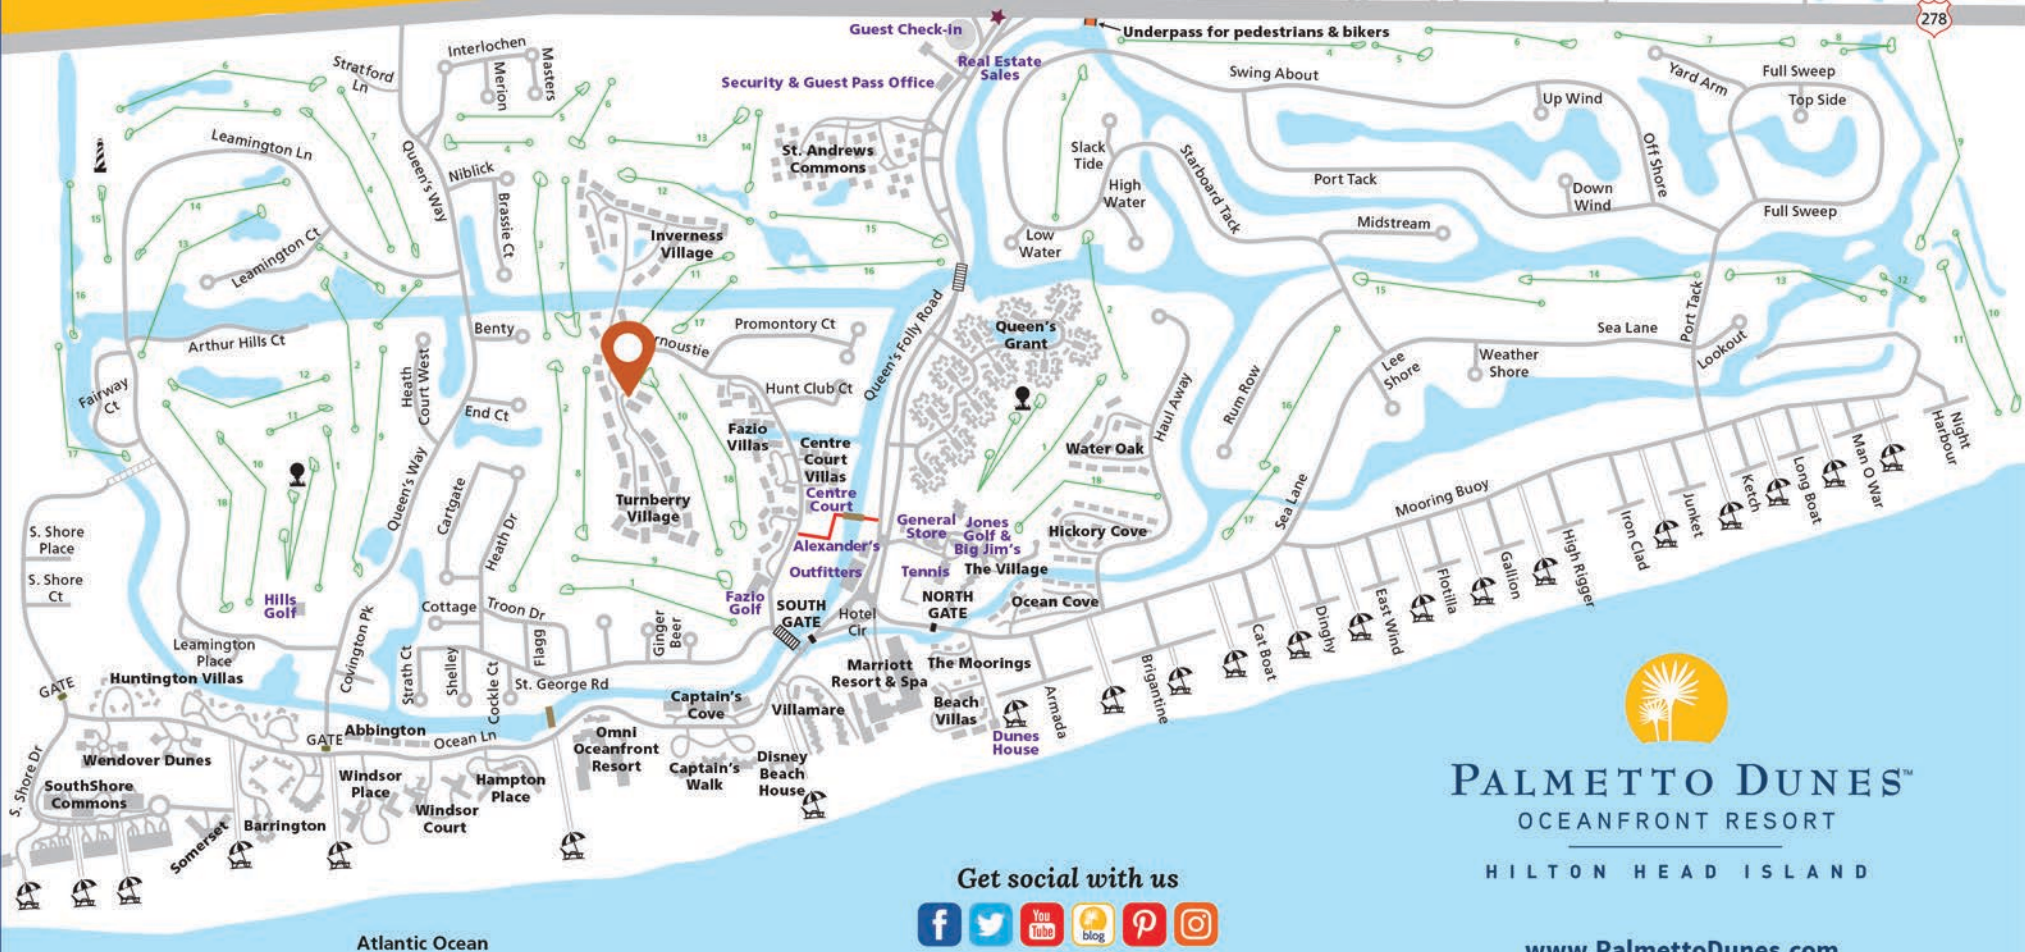 278
Underpass for pedestrians & bikers
Guest Check-in
Real Estate
Sales
Security & Guest Pass Office
Stratford
Ln
Interlochen
Merion
Masters
Leamington Ln
Queen's Way
Niblick
Brassie Ct
Leamington Ct
St. Andrews
Commons
Inverness
Village
Slack
Tide
High
Water
Low
Water
Swing About
Starboard Tack
Port Tack
Up Wind
Down
Wind
Off Shore
Yard Arm
Full Sweep
Top Side
Full Sweep
Midstream
Arthur Hills Ct
Fairway
Ct
Heath
Court West
Benty
End Ct
rnoustie
Promontory Ct
Hunt Club Ct
Queen's Folly Road
Queen's
Grant
Haul Away
Rum Row
Lee
Shore
Weather
Shore
Sea Lane
Port Tack
Lookout
Night
Harbour
Fazio
Villas
Centre
Court
Villas
Centre
Court
Turnberry
Village
Water Oak
Hickory Cove
Sea Lane
Mooring Buoy
Queen's Way
Cartgate
Heath Dr
S. Shore
Place
S. Shore
Ct
Hills
Golf
Alexander's
Outfitters
General
Store
Jones
Golf &
Big Jim's
Tennis
The Village
Fazio
Golf
SOUTH
GATE
Hotel
Cir
NORTH
GATE
Ocean Cove
Leamington
Place
Covington Pk
Cottage
Troon Dr
Strath Ct
Shelley
Cockle Ct
Flagg
Ginger
Beer
St. George Rd
GATE
Huntington Villas
GATE
Abbington
Ocean Ln
Captain's
Cove
Villamare
Marriott
Resort & Spa
The Moorings
Beach
Villas
Dunes
House
Armada
Brigantine
Cat Boat
Dinghy
East Wind
Flotilla
Gallion
High Rigger
Iron Clad
Junket
Ketch
Long Boat
Man O War
S. Shore Dr
Wendover Dunes
SouthShore
Commons
Somerset
Barrington
Windsor
Place
Windsor
Court
Hampton
Place
Omni
Oceanfront
Resort
Captain's
Walk
Disney
Beach
House
Atlantic Ocean
PALMETTO DUNES™
OCEANFRONT RESORT
HILTON HEAD ISLAND
Get social with us
You
Tube
blog
www.PalmettoDunes.com